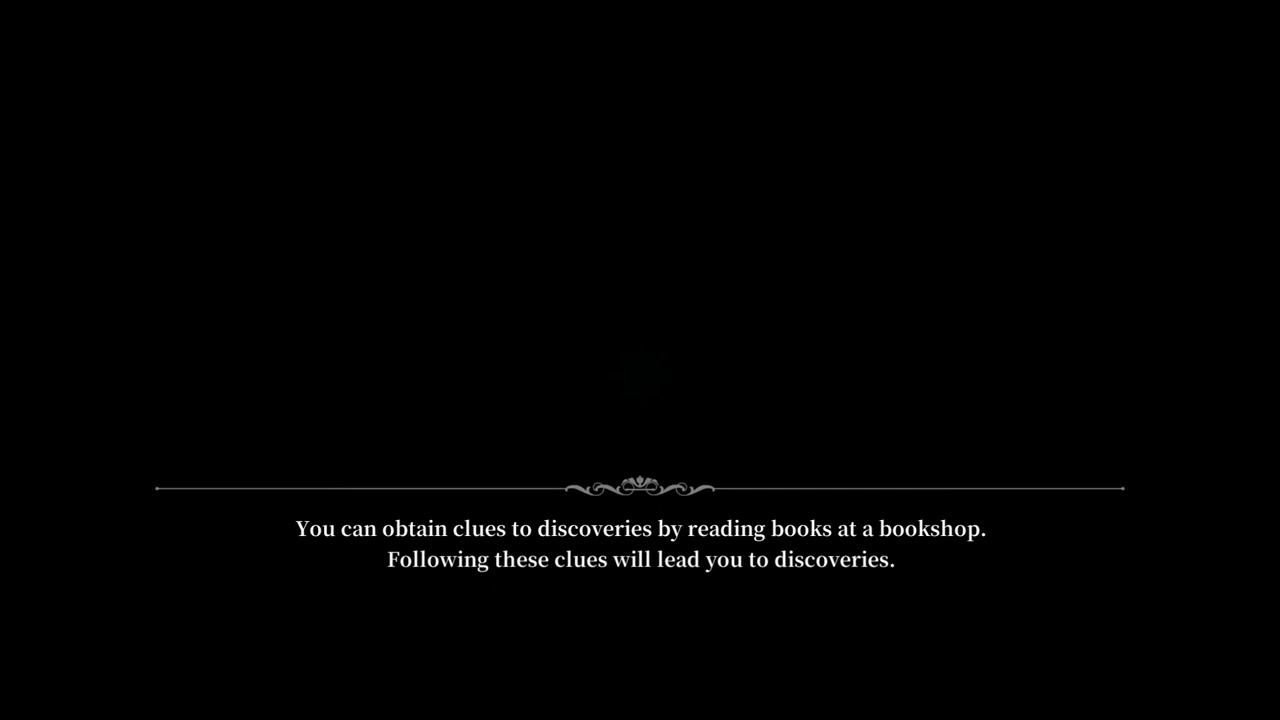 You can obtain clues to discoveries by reading books at a bookshop.
Following these clues will lead you to discoveries.